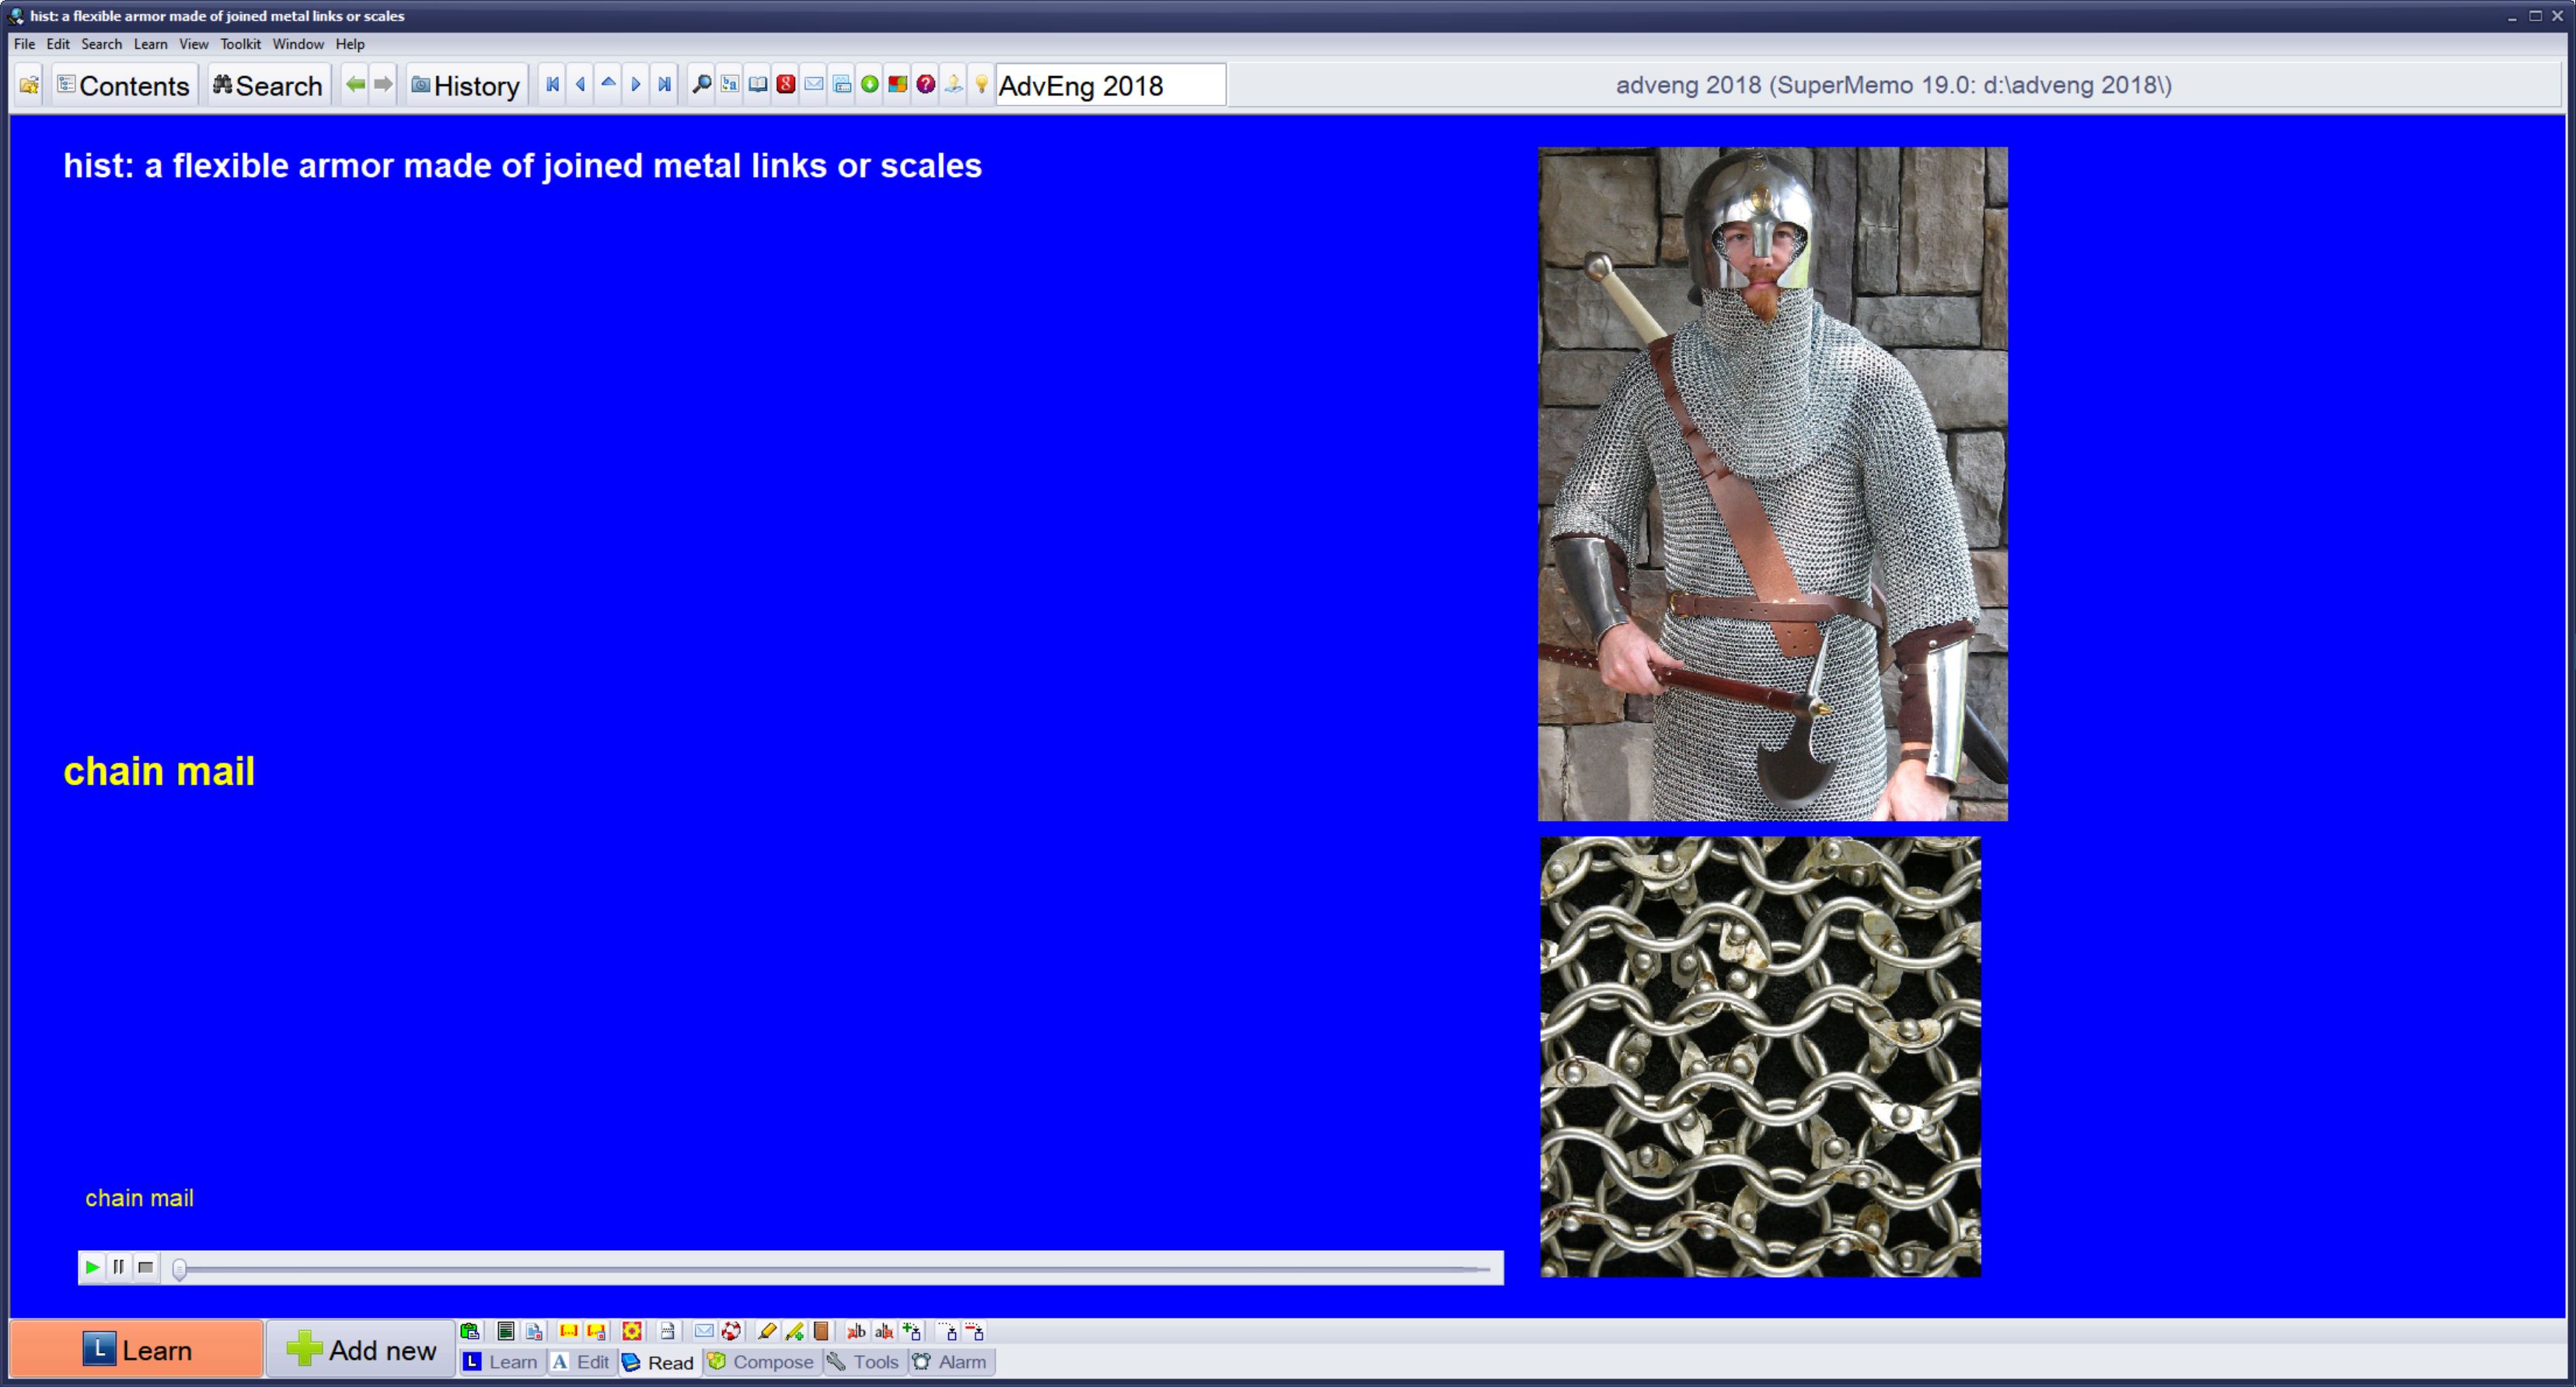 hist: a flexible armor made of joined metal links or scales
File Edit Search Learn View Toolkit Window Help
Contents Search History AdvEng 2018 adveng 2018 (SuperMemo 19.0: d:\adveng 2018\)
hist: a flexible armor made of joined metal links or scales
chain mail
chain mail
L Learn Add new
L Learn A Edit Read Compose Tools Alarm